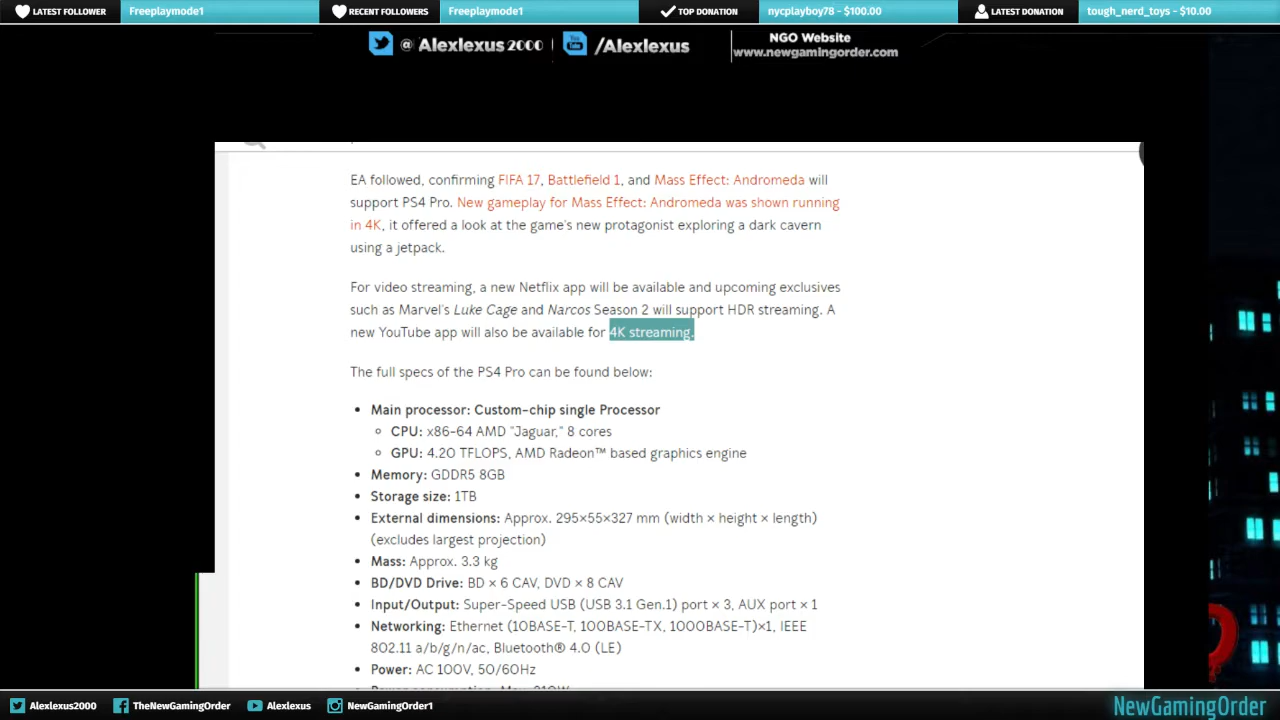 LATEST FOLLOWER Freeplaymode1 RECENT FOLLOWERS Freeplaymode1 TOP DONATION nycplayboy78 - $100.00 LATEST DONATION tough_nerd_toys - $10.00
@ Alexlexus 2000 | You Tube /Alexlexus
NGO Website
www.newgamingorder.com
EA followed, confirming FIFA 17, Battlefield 1, and Mass Effect: Andromeda will
support PS4 Pro. New gameplay for Mass Effect: Andromeda was shown running
in 4K, it offered a look at the game's new protagonist exploring a dark cavern
using a jetpack.
For video streaming, a new Netflix app will be available and upcoming exclusives
such as Marvel's Luke Cage and Narcos Season 2 will support HDR streaming. A
new YouTube app will also be available for 4K streaming.
The full specs of the PS4 Pro can be found below:
• Main processor: Custom-chip single Processor
○ CPU: x86-64 AMD "Jaguar," 8 cores
○ GPU: 4.20 TFLOPS, AMD Radeon™ based graphics engine
• Memory: GDDR5 8GB
• Storage size: 1TB
• External dimensions: Approx. 295×55×327 mm (width × height × length)
(excludes largest projection)
• Mass: Approx. 3.3 kg
• BD/DVD Drive: BD × 6 CAV, DVD × 8 CAV
• Input/Output: Super-Speed USB (USB 3.1 Gen.1) port × 3, AUX port × 1
• Networking: Ethernet (10BASE-T, 100BASE-TX, 1000BASE-T)×1, IEEE
802.11 a/b/g/n/ac, Bluetooth® 4.0 (LE)
• Power: AC 100V, 50/60Hz
• Power consumption: Max. 310W
Alexlexus2000 TheNewGamingOrder Alexlexus NewGamingOrder1 NewGamingOrder